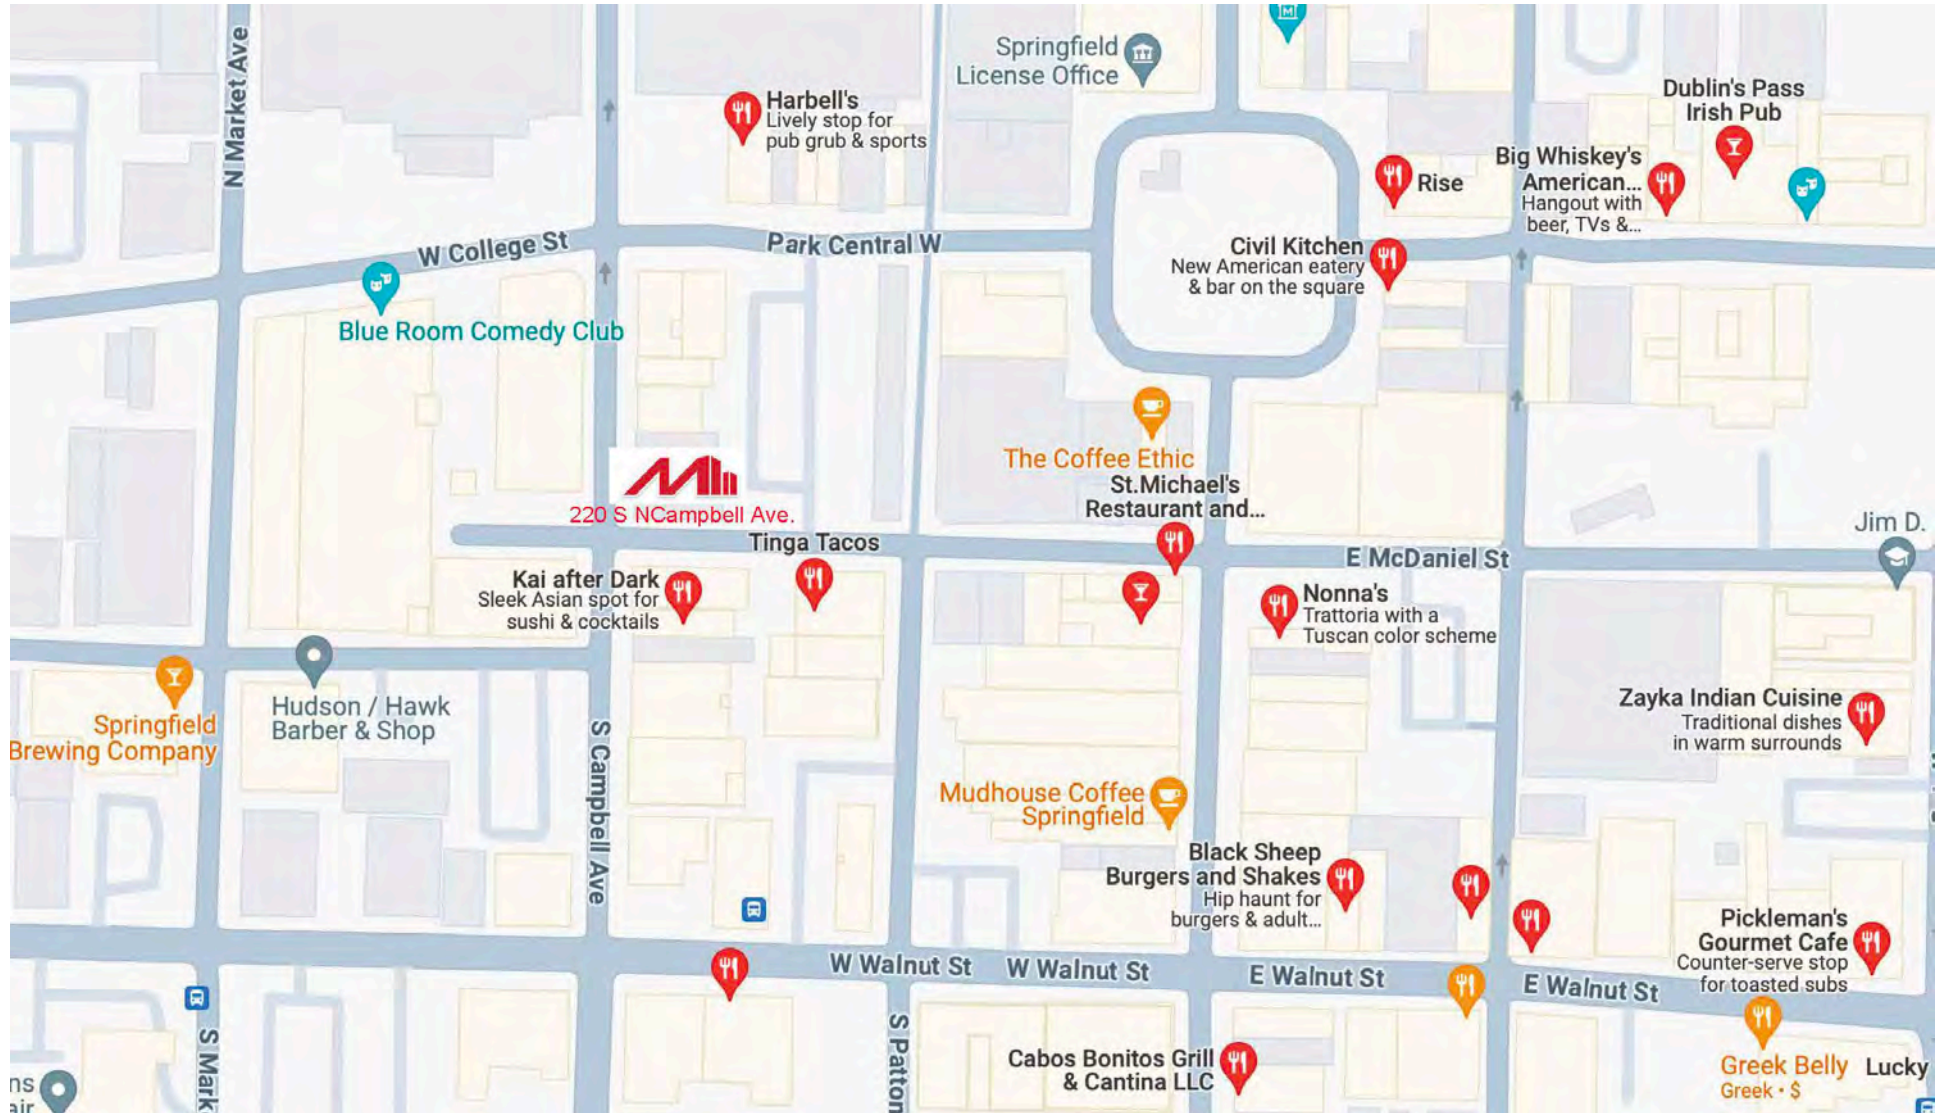 N Market Ave
Springfield
License Office
Harbell's
Lively stop for
pub grub & sports
Dublin's Pass
Irish Pub
Big Whiskey's
American...
Hangout with
beer, TVs &...
Rise
W College St
Park Central W
Civil Kitchen
New American eatery
& bar on the square
Blue Room Comedy Club
The Coffee Ethic
St.Michael's
Restaurant and...
220 S NCampbell Ave.
Tinga Tacos
E McDaniel St
Jim D.
Kai after Dark
Sleek Asian spot for
sushi & cocktails
Nonna's
Trattoria with a
Tuscan color scheme
Hudson / Hawk
Barber & Shop
Springfield
Brewing Company
S Campbell Ave
Zayka Indian Cuisine
Traditional dishes
in warm surrounds
Mudhouse Coffee
Springfield
Black Sheep
Burgers and Shakes
Hip haunt for
burgers & adult...
Pickleman's
Gourmet Cafe
Counter-serve stop
for toasted subs
W Walnut St
W Walnut St
E Walnut St
E Walnut St
S Mark
S Patton
Cabos Bonitos Grill
& Cantina LLC
Greek Belly
Greek • $
Lucky
ns
air